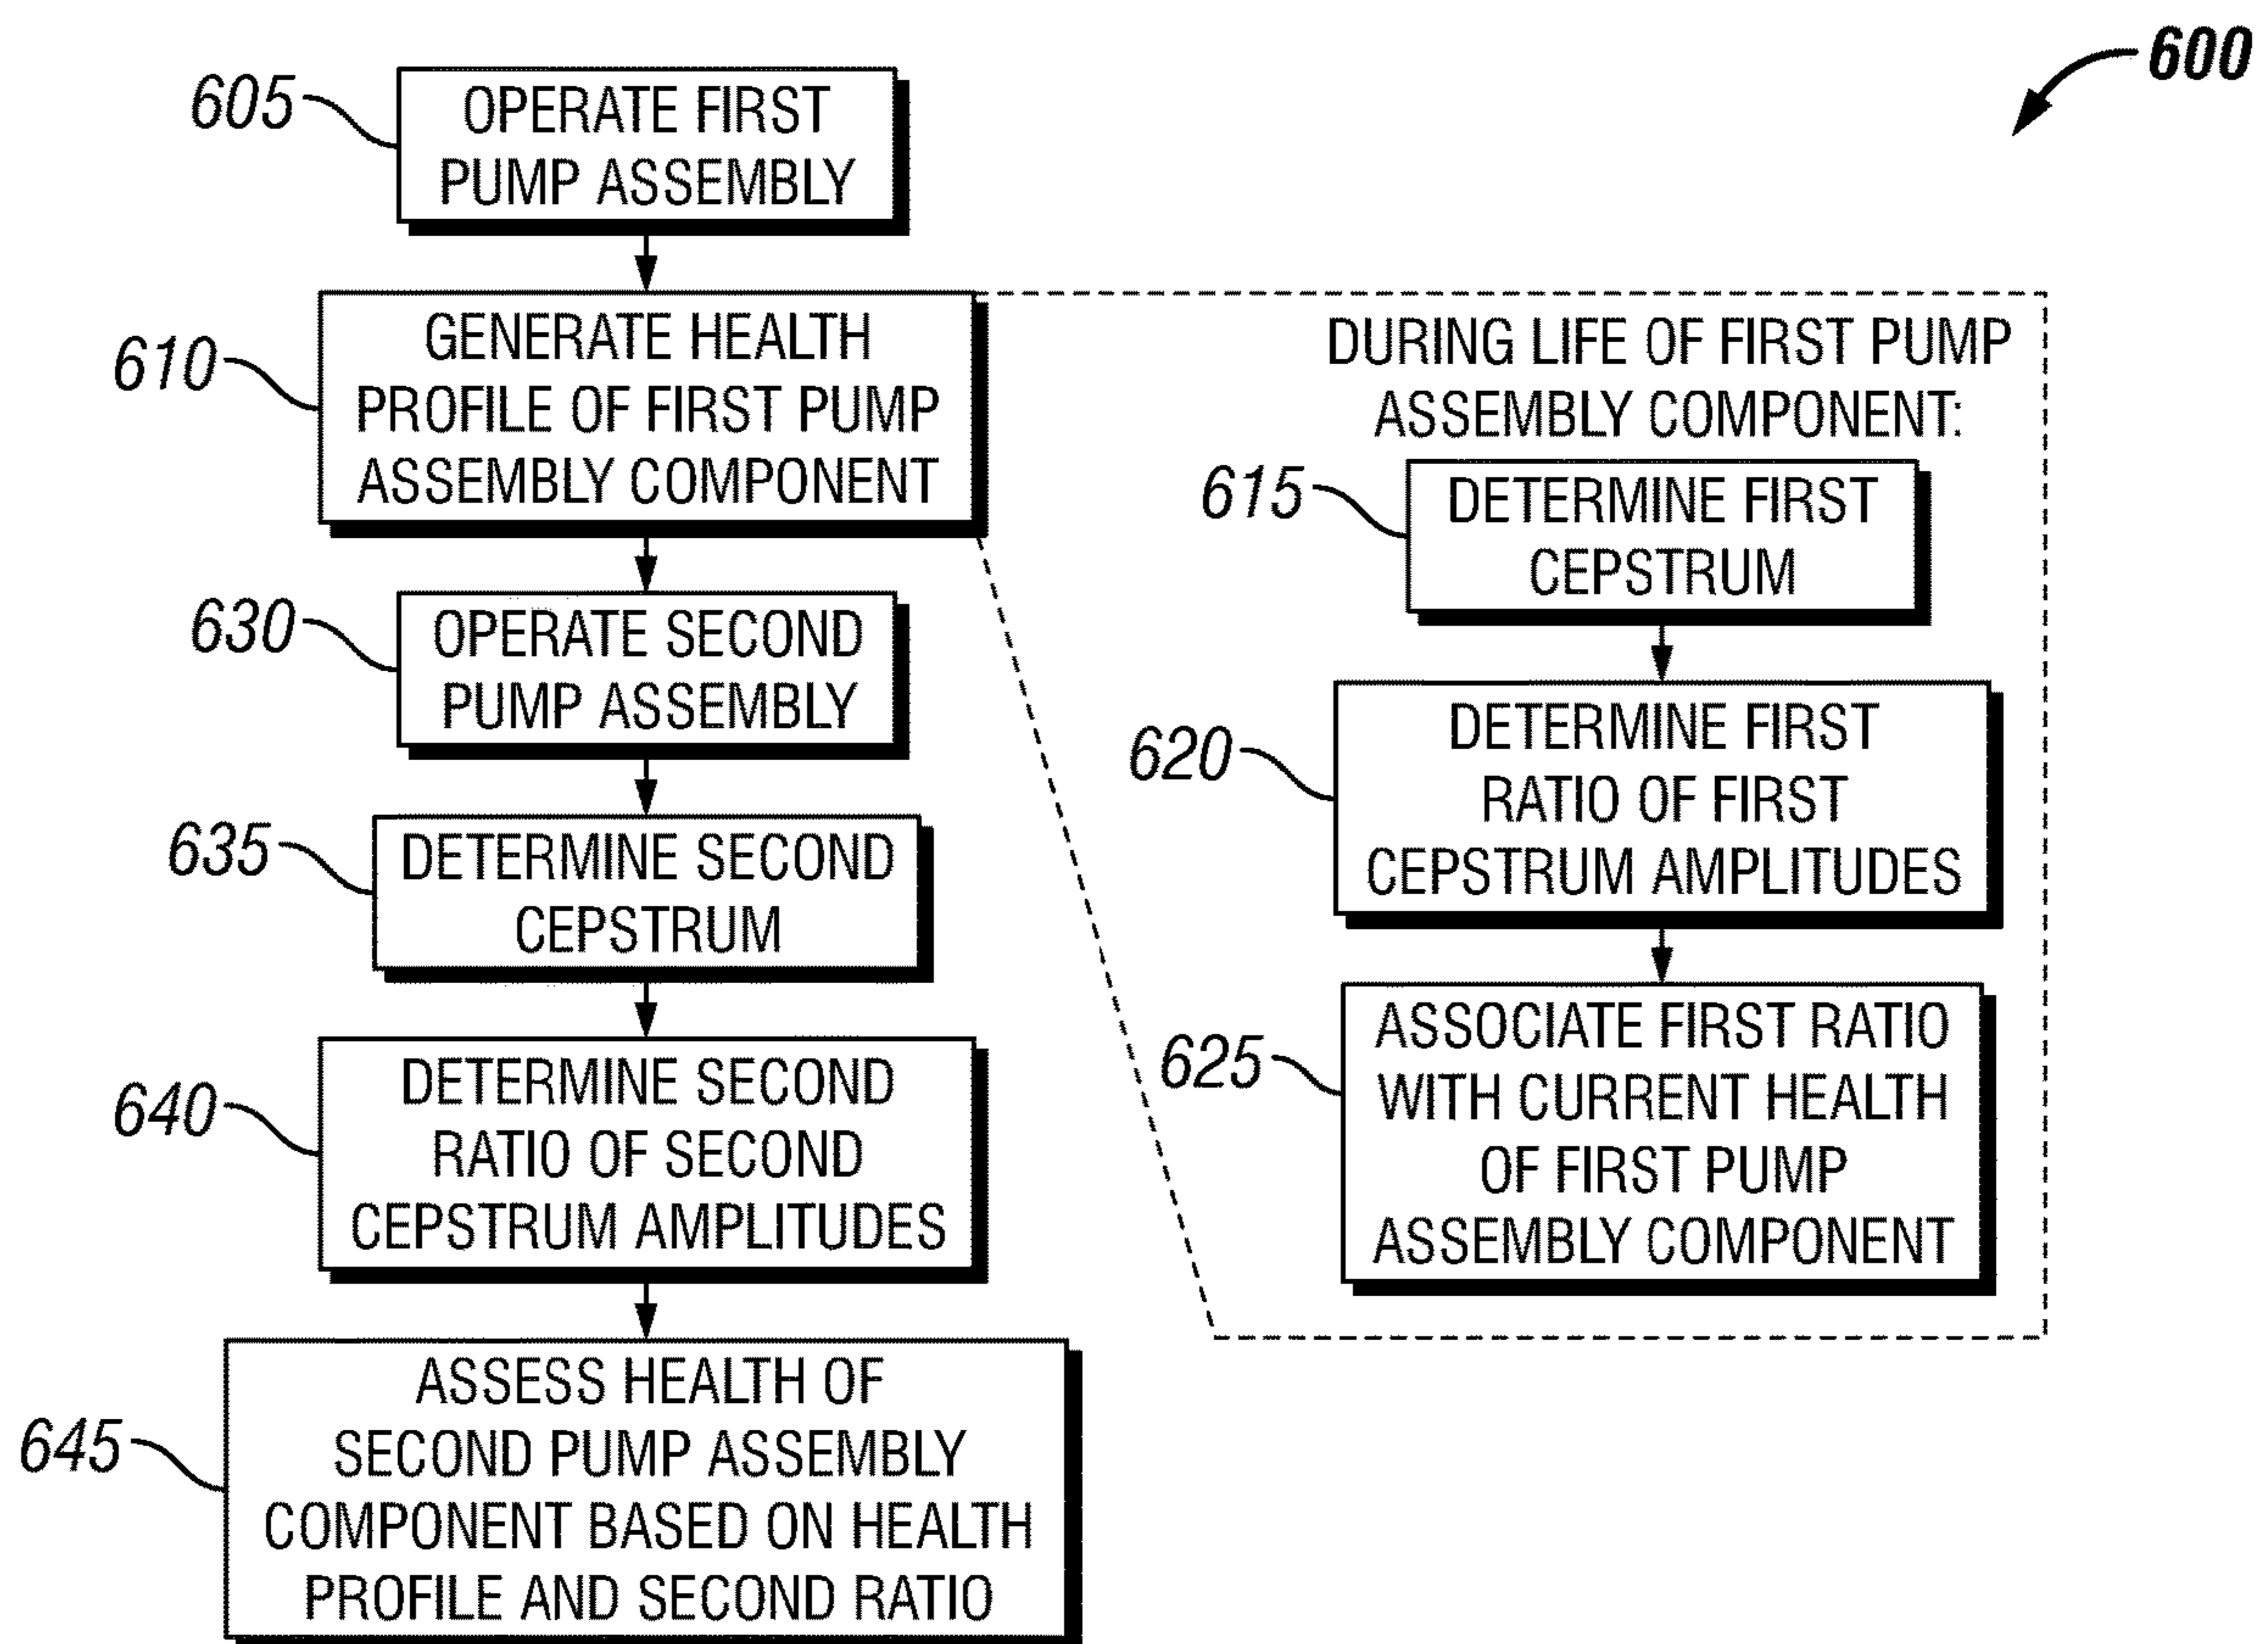 600
605
OPERATE FIRST
PUMP ASSEMBLY
610
GENERATE HEALTH
PROFILE OF FIRST PUMP
ASSEMBLY COMPONENT
DURING LIFE OF FIRST PUMP
ASSEMBLY COMPONENT:
615
DETERMINE FIRST
CEPSTRUM
620
DETERMINE FIRST
RATIO OF FIRST
CEPSTRUM AMPLITUDES
625
ASSOCIATE FIRST RATIO
WITH CURRENT HEALTH
OF FIRST PUMP
ASSEMBLY COMPONENT
630
OPERATE SECOND
PUMP ASSEMBLY
635
DETERMINE SECOND
CEPSTRUM
640
DETERMINE SECOND
RATIO OF SECOND
CEPSTRUM AMPLITUDES
645
ASSESS HEALTH OF
SECOND PUMP ASSEMBLY
COMPONENT BASED ON HEALTH
PROFILE AND SECOND RATIO